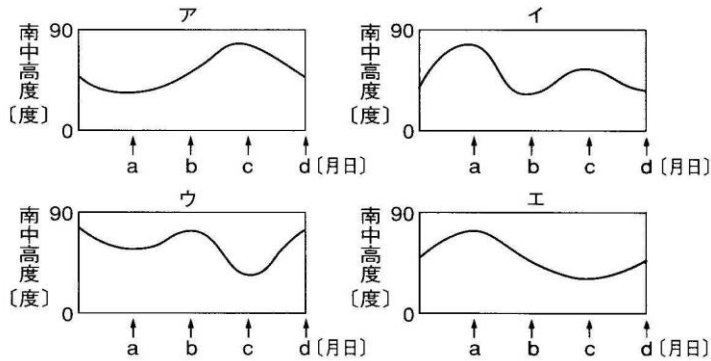 ア
90
南中高度
〔度〕
0
a b c d〔月日〕
イ
90
南中高度
〔度〕
0
a b c d〔月日〕
ウ
90
南中高度
〔度〕
0
a b c d〔月日〕
エ
90
南中高度
〔度〕
0
a b c d〔月日〕